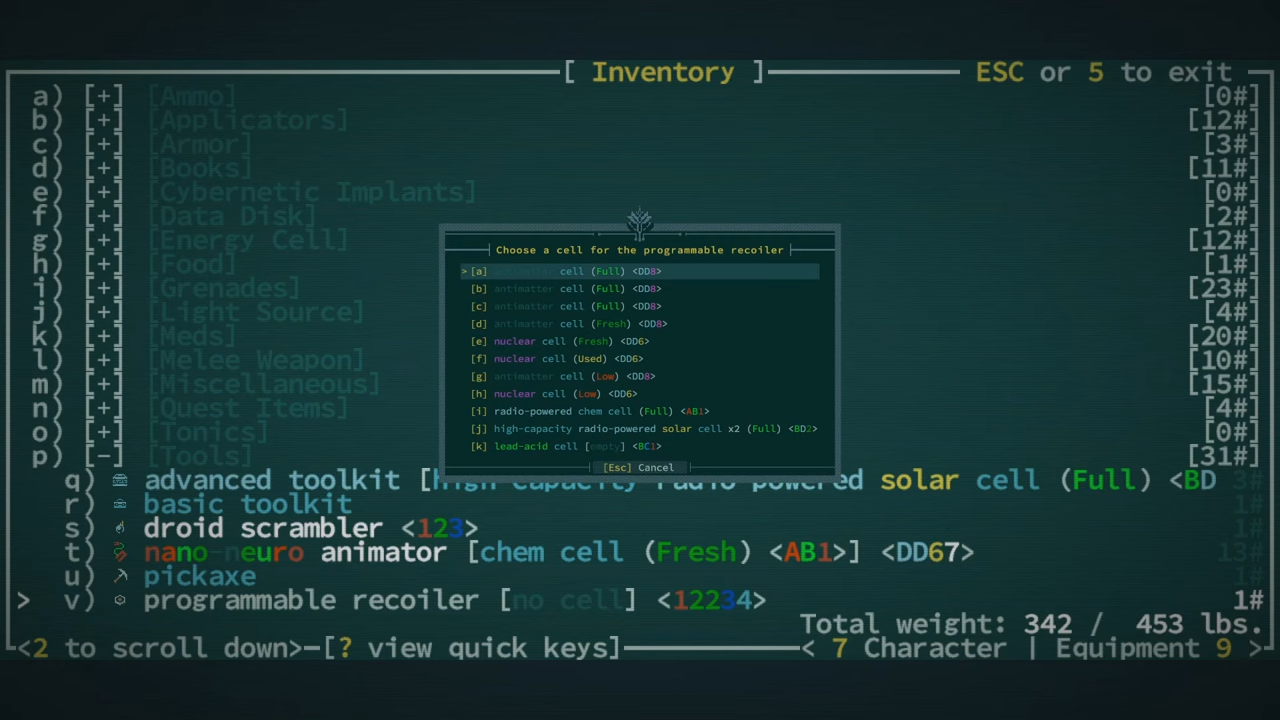 [ Inventory ] ESC or 5 to exit
a) [+] [Ammo] [0#]
b) [+] [Applicators] [12#]
c) [+] [Armor] [3#]
d) [+] [Books] [11#]
e) [+] [Cybernetic Implants] [0#]
f) [+] [Data Disk] [2#]
g) [+] [Energy Cell] [12#]
h) [+] [Food] [1#]
i) [+] [Grenades] [23#]
j) [+] [Light Source] [4#]
k) [+] [Meds] [20#]
l) [+] [Melee Weapon] [10#]
m) [+] [Miscellaneous] [15#]
n) [+] [Quest Items] [4#]
o) [+] [Tonics] [0#]
p) [-] [Tools] [31#]
Choose a cell for the programmable recoiler
>[a] antimatter cell (Full) <DD8>
[b] antimatter cell (Full) <DD8>
[c] antimatter cell (Full) <DD8>
[d] antimatter cell (Fresh) <DD8>
[e] nuclear cell (Fresh) <DD6>
[f] nuclear cell (Used) <DD6>
[g] antimatter cell (Low) <DD8>
[h] nuclear cell (Low) <DD6>
[i] radio-powered chem cell (Full) <AB1>
[j] high-capacity radio-powered solar cell x2 (Full) <BD2>
[k] lead-acid cell [empty] <BC1>
[Esc] Cancel
q) advanced toolkit [high-capacity radio-powered solar cell (Full) <BD 3#
r) basic toolkit 1#
s) droid scrambler <123> 1#
t) nano-neuro animator [chem cell (Fresh) <AB1>] <DD67> 13#
u) pickaxe 1#
> v) programmable recoiler [no cell] <12234> 1#
Total weight: 342 / 453 lbs.
<2 to scroll down> [? view quick keys] < 7 Character | Equipment 9 >